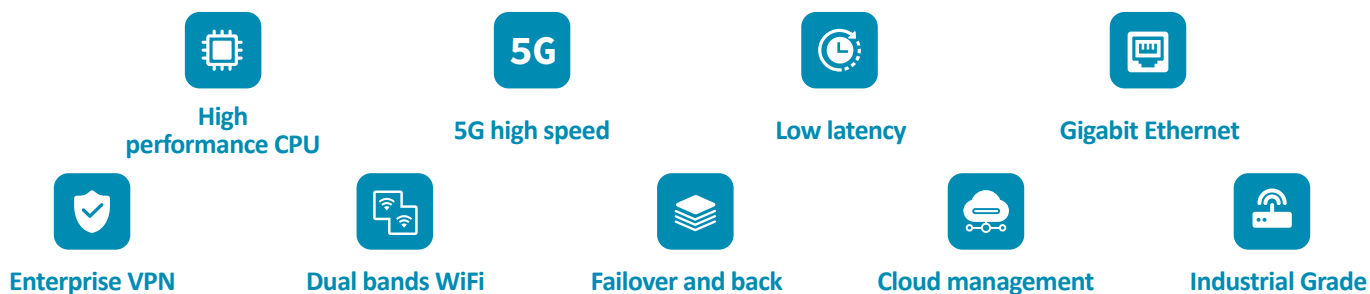 5G
High
performance CPU
5G high speed
Low latency
Gigabit Ethernet
Enterprise VPN
Dual bands WiFi
Failover and back
Cloud management
Industrial Grade